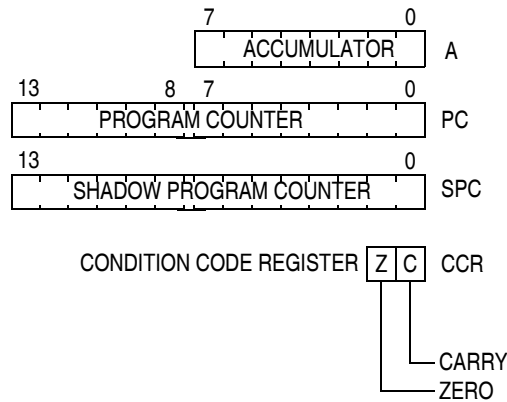 7 0
ACCUMULATOR A
13 8 7 0
PROGRAM COUNTER PC
13 0
SHADOW PROGRAM COUNTER SPC
CONDITION CODE REGISTER Z C CCR
CARRY
ZERO